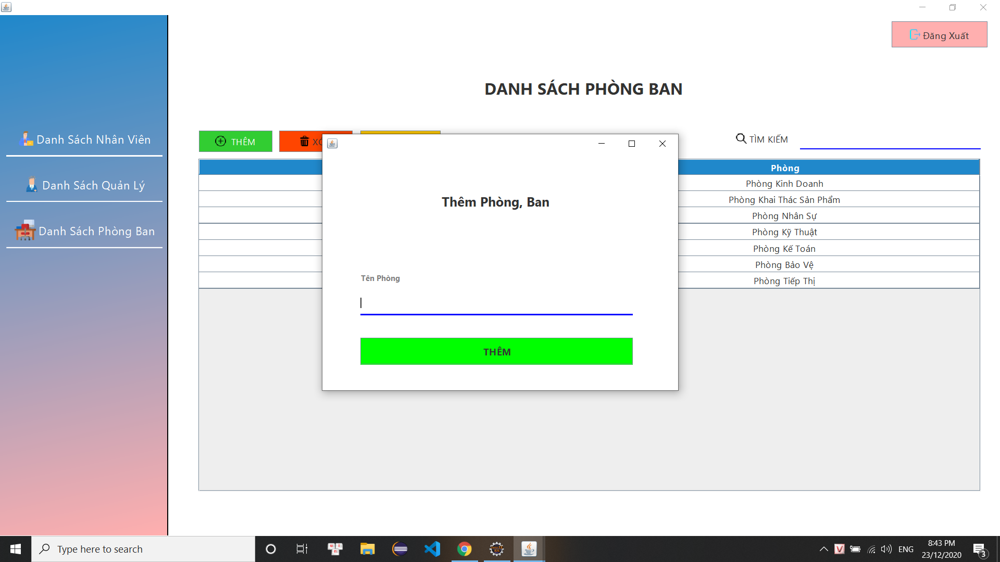 Đăng Xuất
DANH SÁCH PHÒNG BAN
Danh Sách Nhân Viên
Danh Sách Quản Lý
Danh Sách Phòng Ban
THÊM
TÌM KIẾM
Phòng
Phòng Kinh Doanh
Phòng Khai Thác Sản Phẩm
Phòng Nhân Sự
Phòng Kỹ Thuật
Phòng Kế Toán
Phòng Bảo Vệ
Phòng Tiếp Thị
Thêm Phòng, Ban
Tên Phòng
THÊM
Type here to search
ENG
8:43 PM
23/12/2020
3